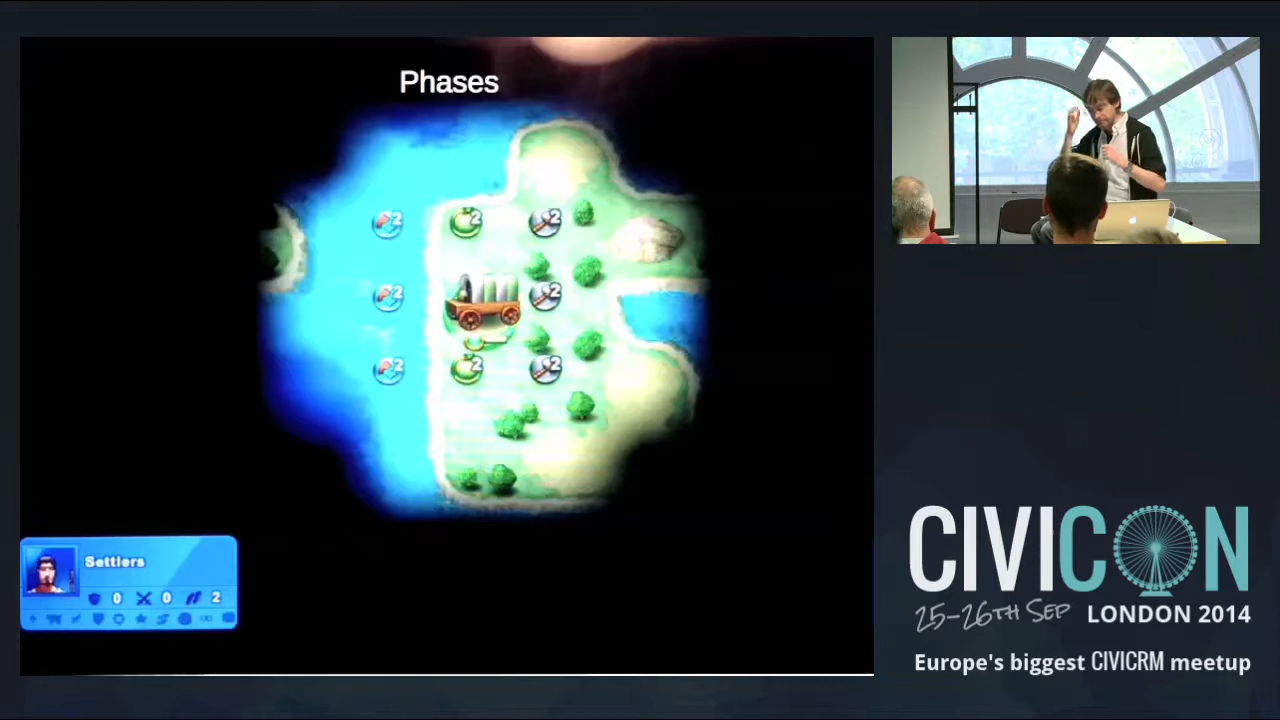 Phases
2 2 2
2 2
2 2 2
Settlers
0 0 2
CIVICON
25-26TH SEP LONDON 2014
Europe's biggest CIVICRM meetup